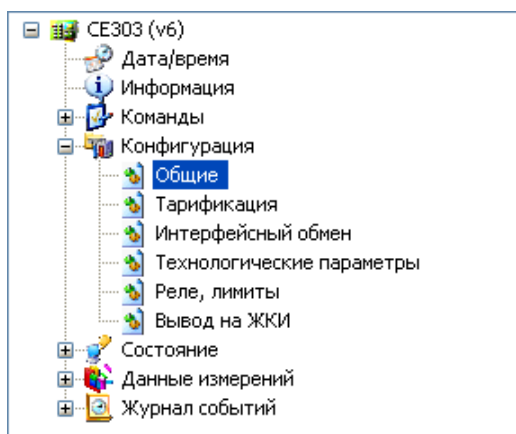 CE303 (v6)
Дата/время
Информация
Команды
Конфигурация
Общие
Тарификация
Интерфейсный обмен
Технологические параметры
Реле, лимиты
Вывод на ЖКИ
Состояние
Данные измерений
Журнал событий